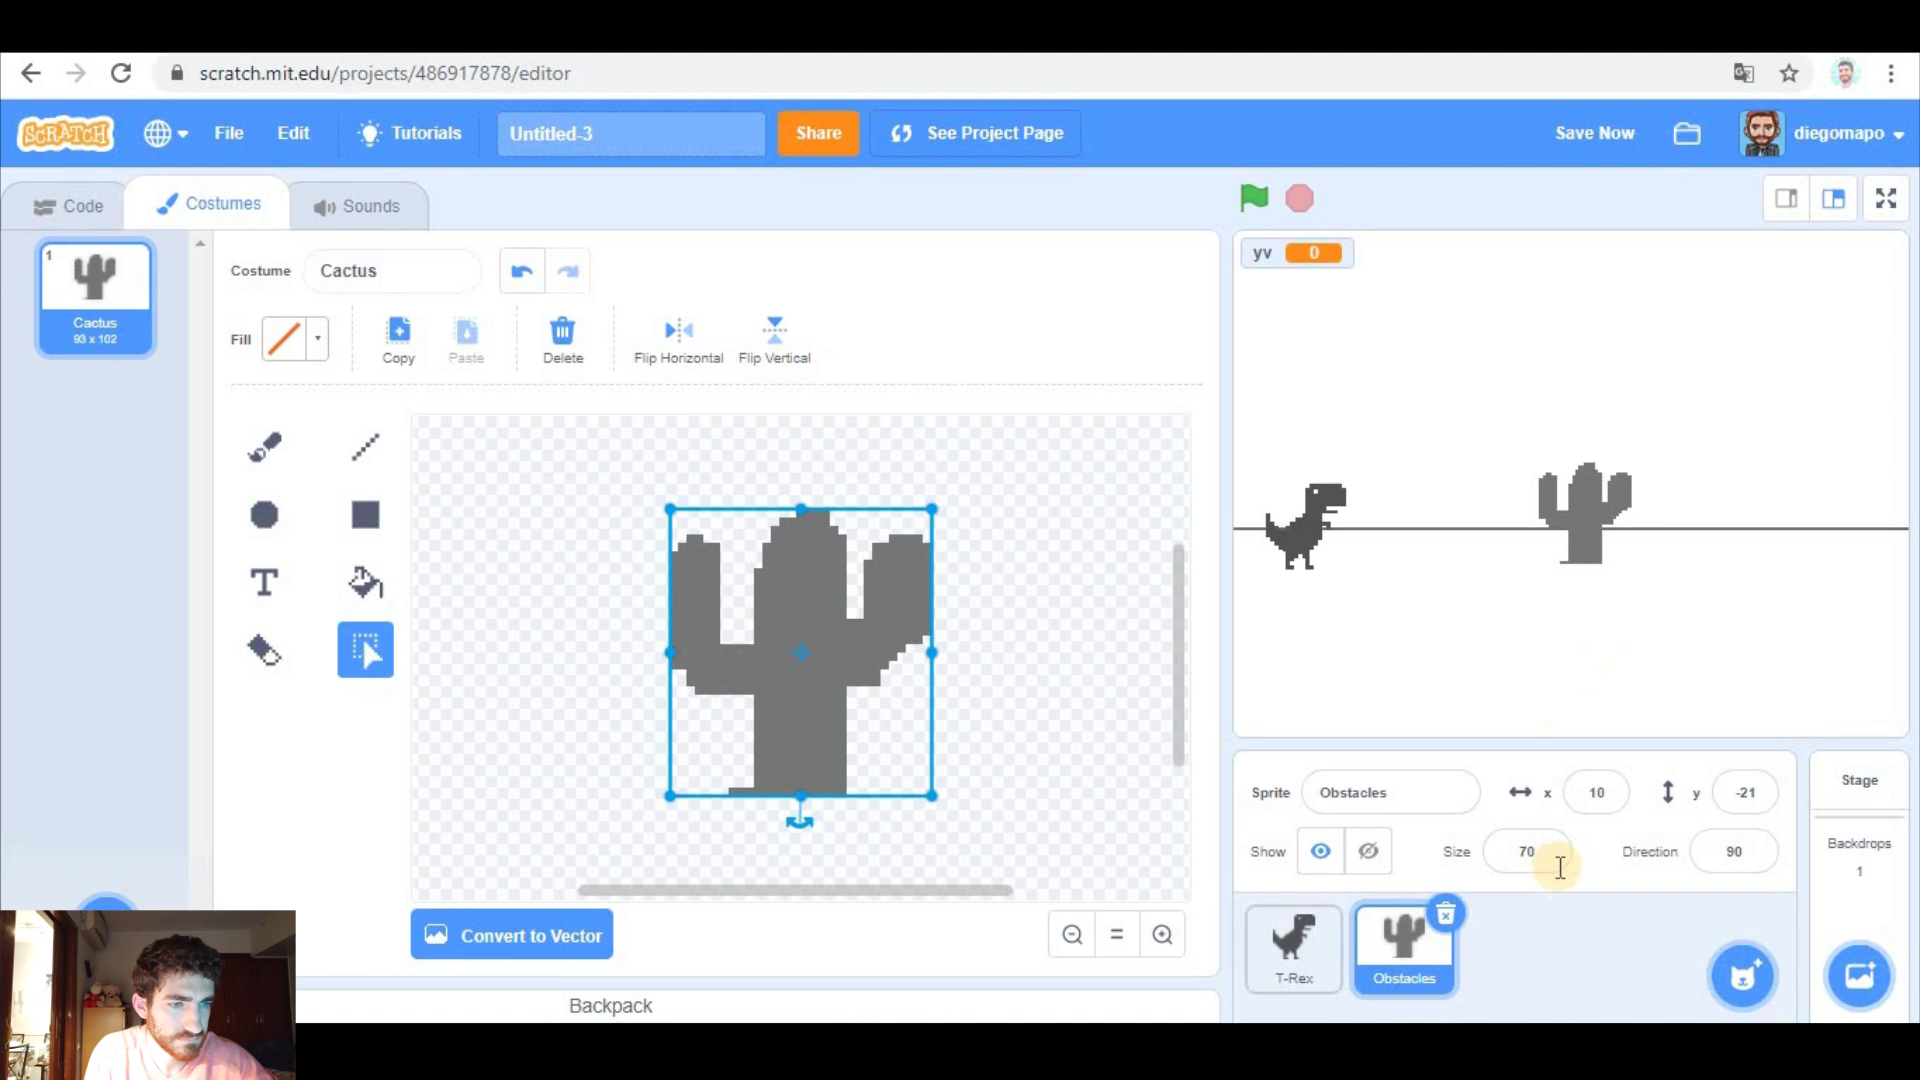 scratch.mit.edu/projects/486917878/editor
SCRATCH
File
Edit
Tutorials
Untitled-3
Share
See Project Page
Save Now
diegomapo
Code
Costumes
Sounds
1
Cactus
93 x 102
Costume
Cactus
Fill
Copy
Paste
Delete
Flip Horizontal
Flip Vertical
T
Convert to Vector
=
Backpack
yv 0
Sprite
Obstacles
x
10
y
-21
Show
Size
70
Direction
90
T-Rex
Obstacles
Stage
Backdrops
1